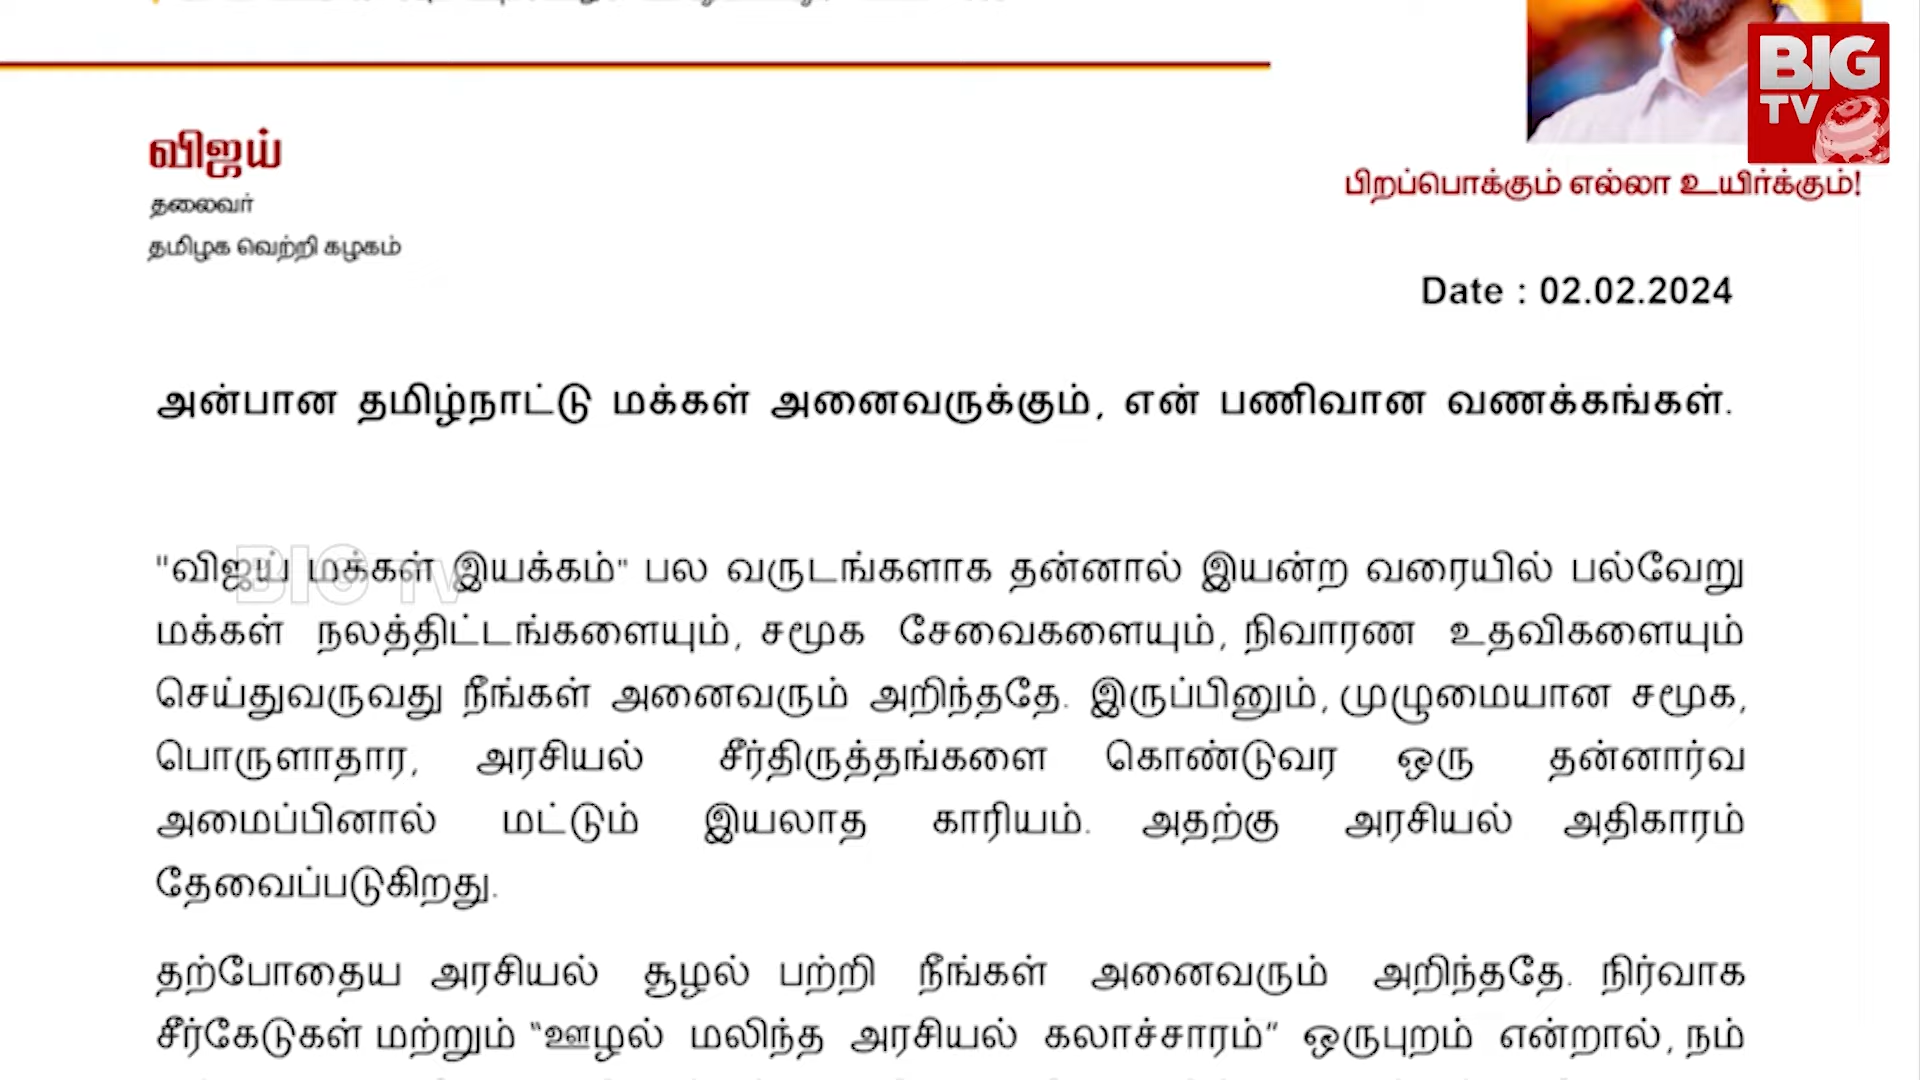 BIG
TV
விஜய்
தலைவர்
தமிழக வெற்றி கழகம்
பிறப்பொக்கும் எல்லா உயிர்க்கும்!
Date : 02.02.2024
அன்பான தமிழ்நாட்டு மக்கள் அனைவருக்கும், என் பணிவான வணக்கங்கள்.
BIG TV
"விஜய் மக்கள் இயக்கம்" பல வருடங்களாக தன்னால் இயன்ற வரையில் பல்வேறு
மக்கள் நலத்திட்டங்களையும், சமூக சேவைகளையும், நிவாரண உதவிகளையும்
செய்துவருவது நீங்கள் அனைவரும் அறிந்ததே. இருப்பினும், முழுமையான சமூக,
பொருளாதார, அரசியல் சீர்திருத்தங்களை கொண்டுவர ஒரு தன்னார்வ
அமைப்பினால் மட்டும் இயலாத காரியம். அதற்கு அரசியல் அதிகாரம்
தேவைப்படுகிறது.
தற்போதைய அரசியல் சூழல் பற்றி நீங்கள் அனைவரும் அறிந்ததே. நிர்வாக
சீர்கேடுகள் மற்றும் “ஊழல் மலிந்த அரசியல் கலாச்சாரம்” ஒருபுறம் என்றால், நம்